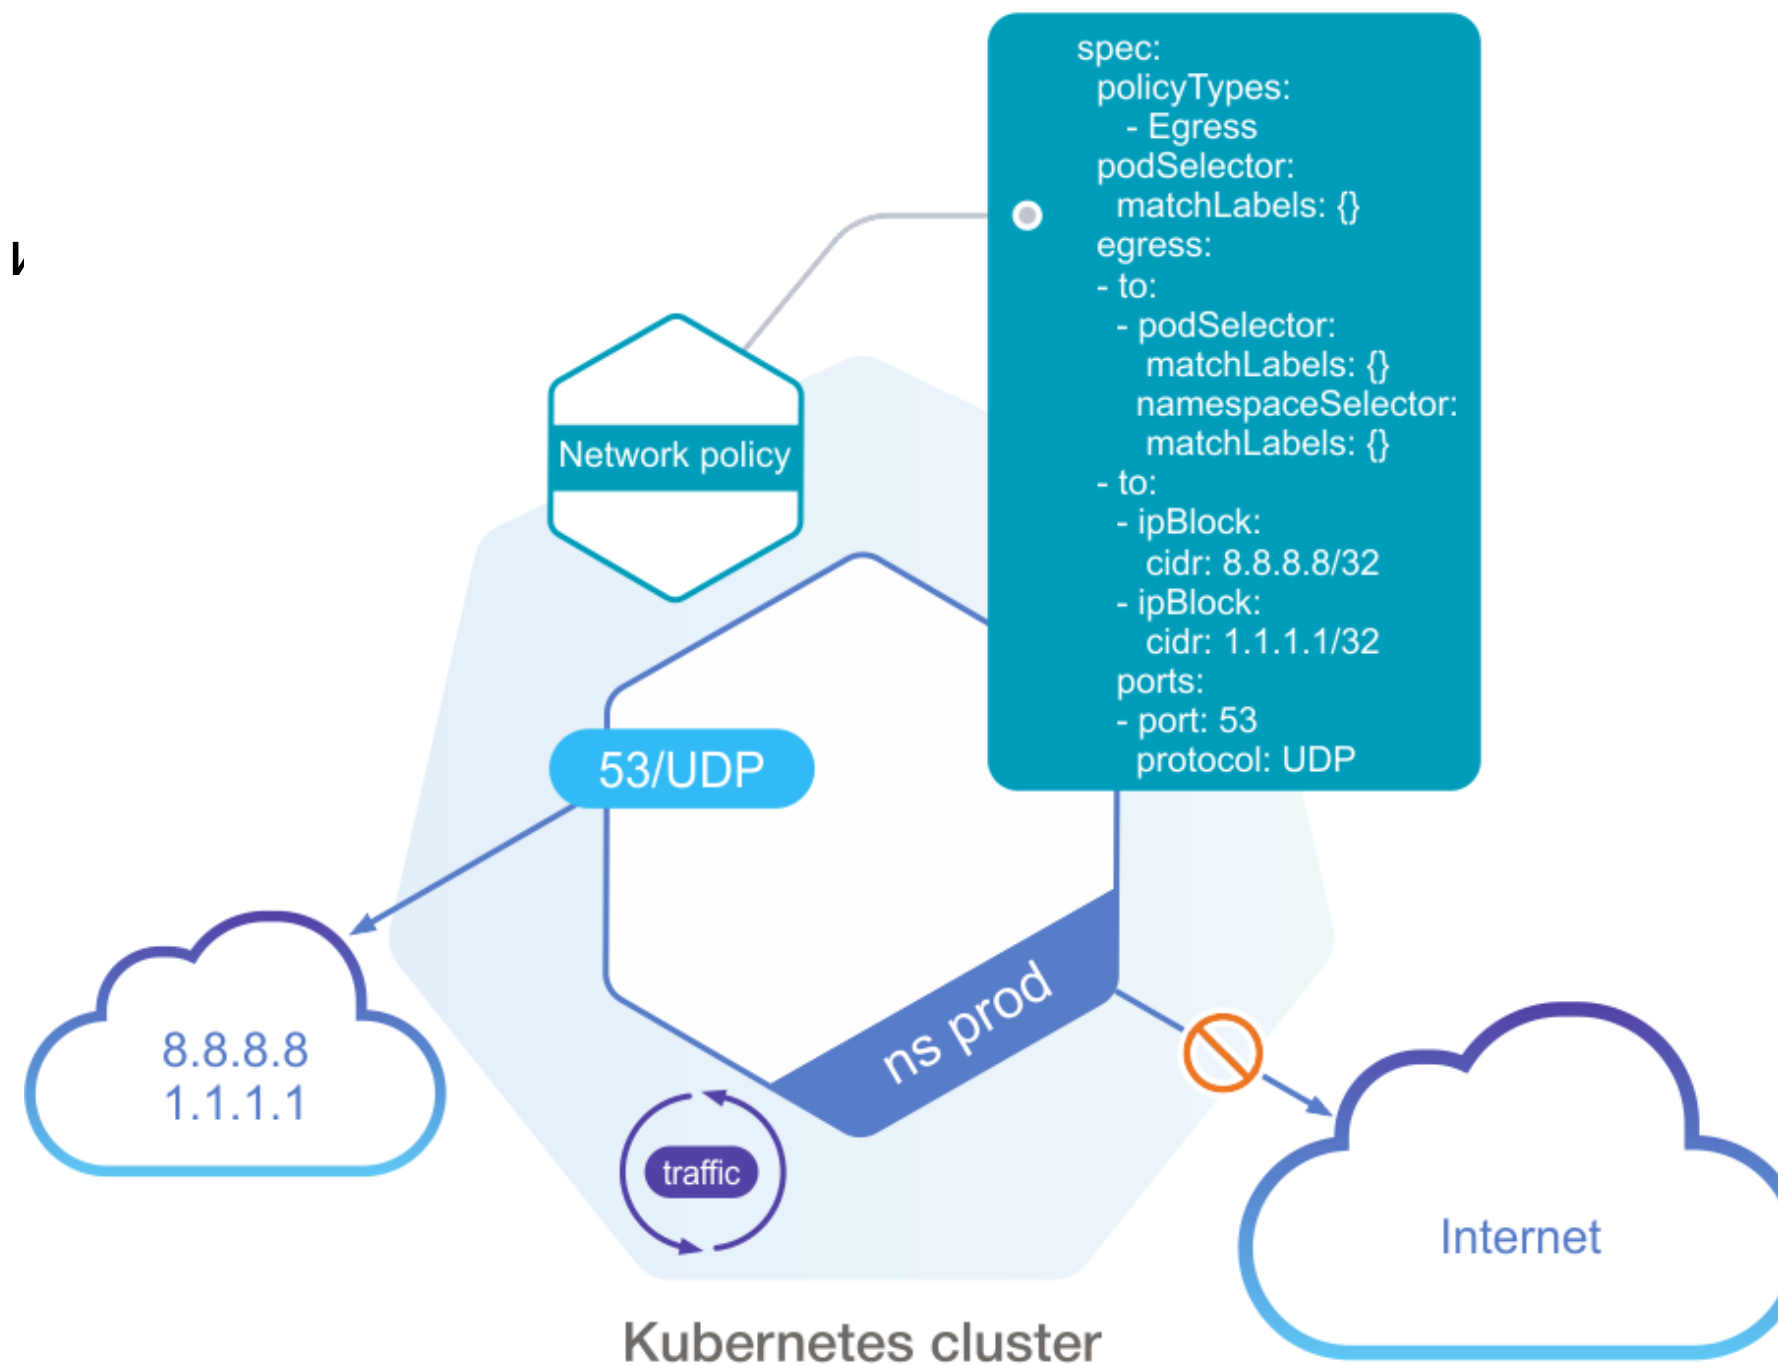 spec:
policyTypes:
- Egress
podSelector:
matchLabels: {}
egress:
- to:
- podSelector:
matchLabels: {}
namespaceSelector:
matchLabels: {}
- to:
- ipBlock:
cidr: 8.8.8.8/32
- ipBlock:
cidr: 1.1.1.1/32
ports:
- port: 53
protocol: UDP
Network policy
53/UDP
8.8.8.8
1.1.1.1
ns prod
traffic
Internet
Kubernetes cluster